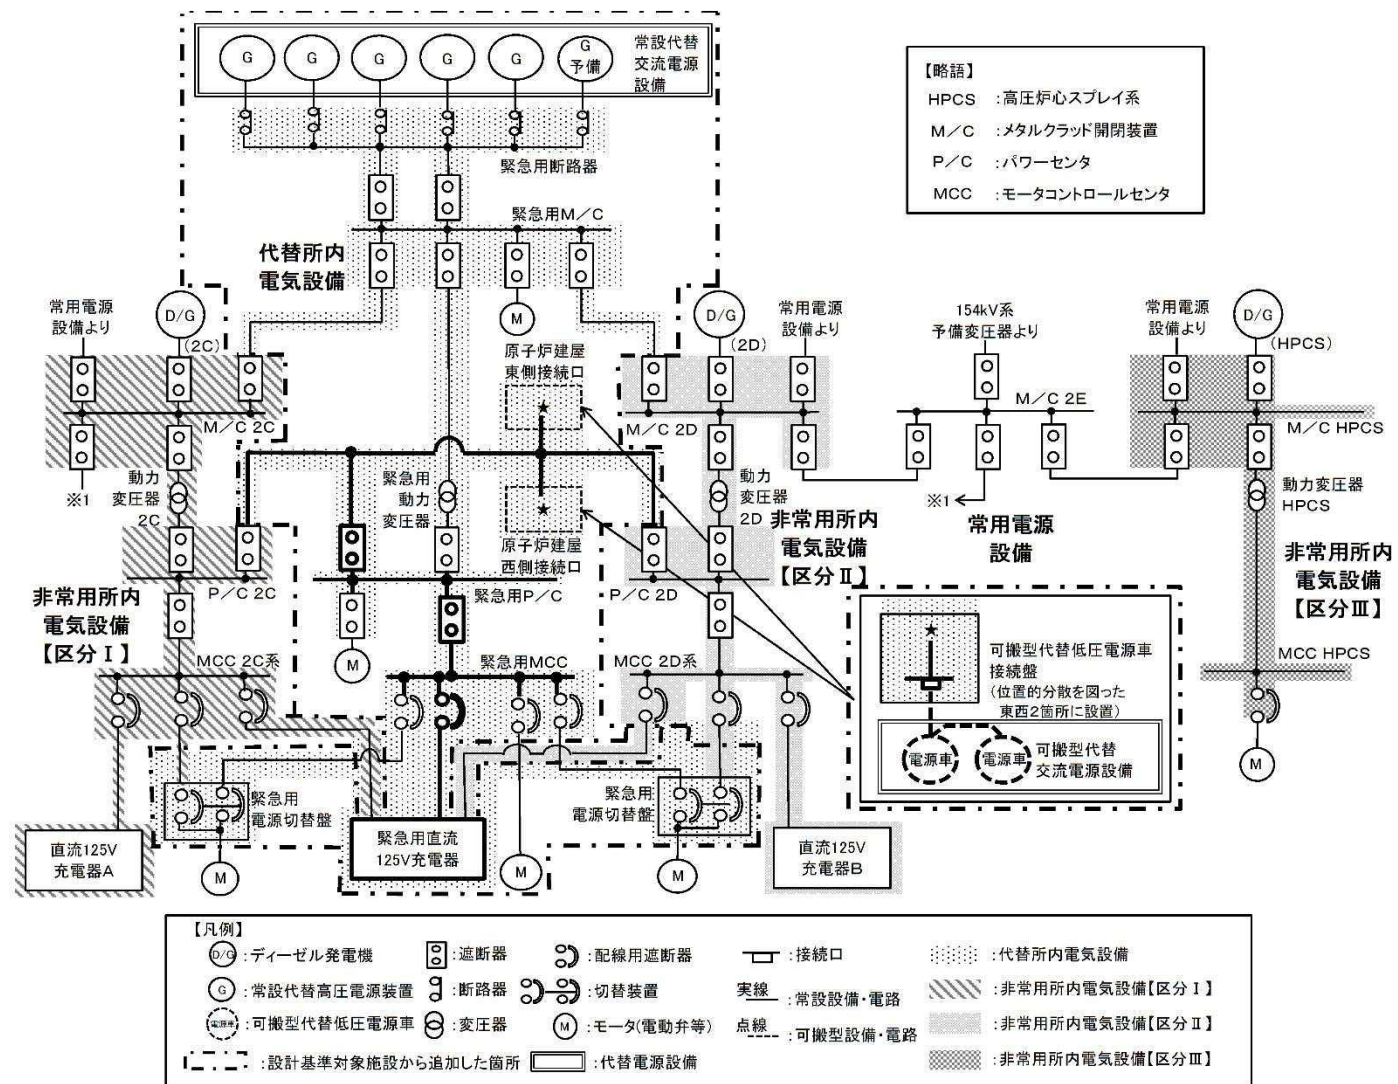 G
G
G
G
G
G
予備
常設代替
交流電源
設備
緊急用断路器
緊急用M/C
代替所内
電気設備
【略語】
HPCS :高圧炉心スプレイ系
M/C :メタルクラッド開閉装置
P/C :パワーセンタ
MCC :モータコントロールセンタ
常用電源
設備より
D/G
(2C)
M
原子炉建屋
東側接続口
★
D/G
(2D)
常用電源
設備より
154kV系
予備変圧器より
常用電源
設備より
D/G
(HPCS)
M/C 2C
M/C 2D
M/C 2E
M/C HPCS
※1
動力
変圧器
2C
緊急用
動力
変圧器
★
原子炉建屋
西側接続口
動力
変圧器
2D
※1
常用電源
設備
動力変圧器
HPCS
非常用所内
電気設備
【区分Ⅱ】
非常用所内
電気設備
【区分Ⅲ】
P/C 2C
緊急用P/C
P/C 2D
非常用所内
電気設備
【区分Ⅰ】
M
MCC 2C系
緊急用MCC
MCC 2D系
MCC HPCS
M
★
可搬型代替低圧電源車
接続盤
(位置的分散を図った
東西2箇所に設置)
電源車
電源車
可搬型代替
交流電源設備
緊急用
電源切替盤
緊急用
電源切替盤
直流125V
充電器A
M
緊急用直流
125V充電器
M
M
直流125V
充電器B
【凡例】
D/G :ディーゼル発電機
:遮断器
:配線用遮断器
:接続口
:代替所内電気設備
G :常設代替高圧電源装置
:断路器
:切替装置
実線 :常設設備・電路
:非常用所内電気設備【区分Ⅰ】
電源車 :可搬型代替低圧電源車
:変圧器
M :モータ(電動弁等)
点線 :可搬型設備・電路
:非常用所内電気設備【区分Ⅱ】
:設計基準対象施設から追加した箇所
:代替電源設備
:非常用所内電気設備【区分Ⅲ】